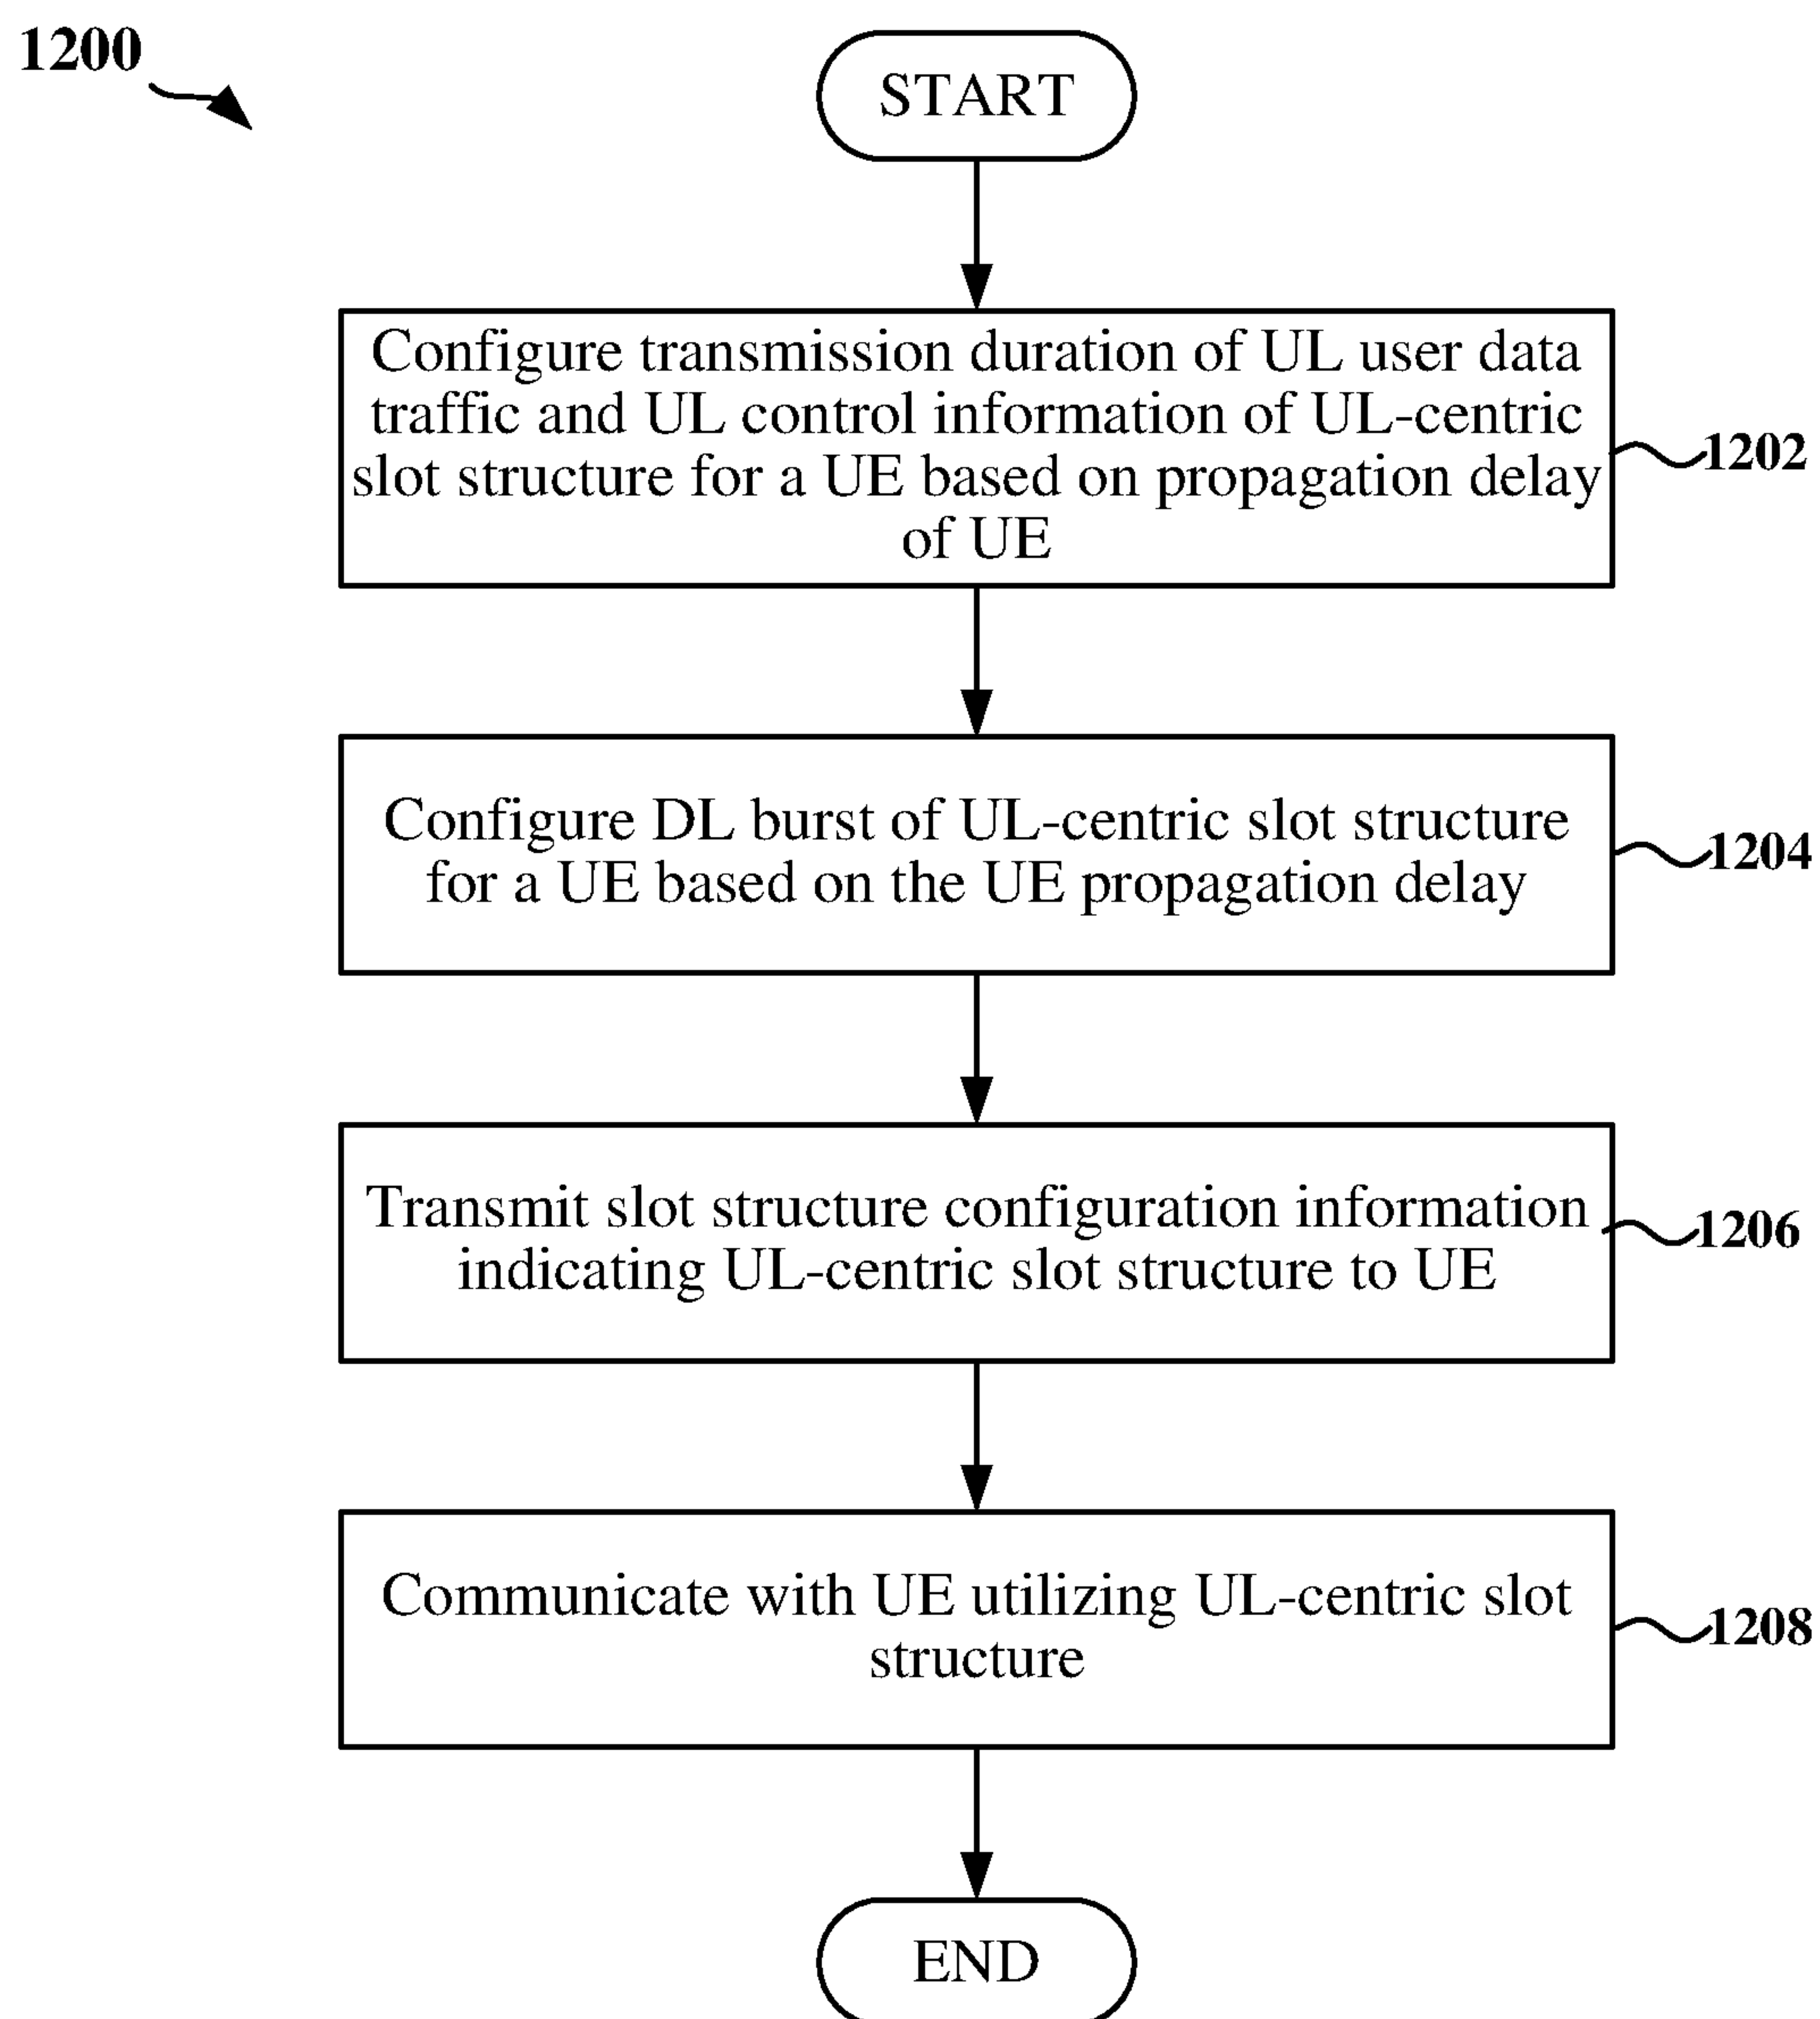 1200
START
Configure transmission duration of UL user data
traffic and UL control information of UL-centric
slot structure for a UE based on propagation delay
of UE
1202
Configure DL burst of UL-centric slot structure
for a UE based on the UE propagation delay
1204
Transmit slot structure configuration information
indicating UL-centric slot structure to UE
1206
Communicate with UE utilizing UL-centric slot
structure
1208
END